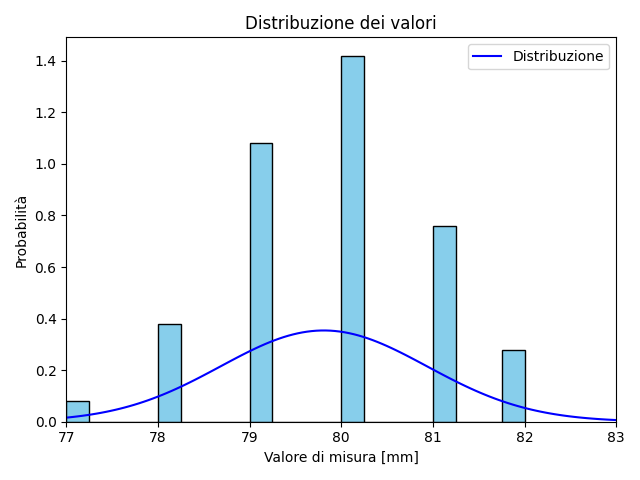 Distribuzione dei valori
Distribuzione
1.4
1.2
1.0
0.8
0.6
0.4
0.2
0.0
Probabilità
77 78 79 80 81 82 83
Valore di misura [mm]